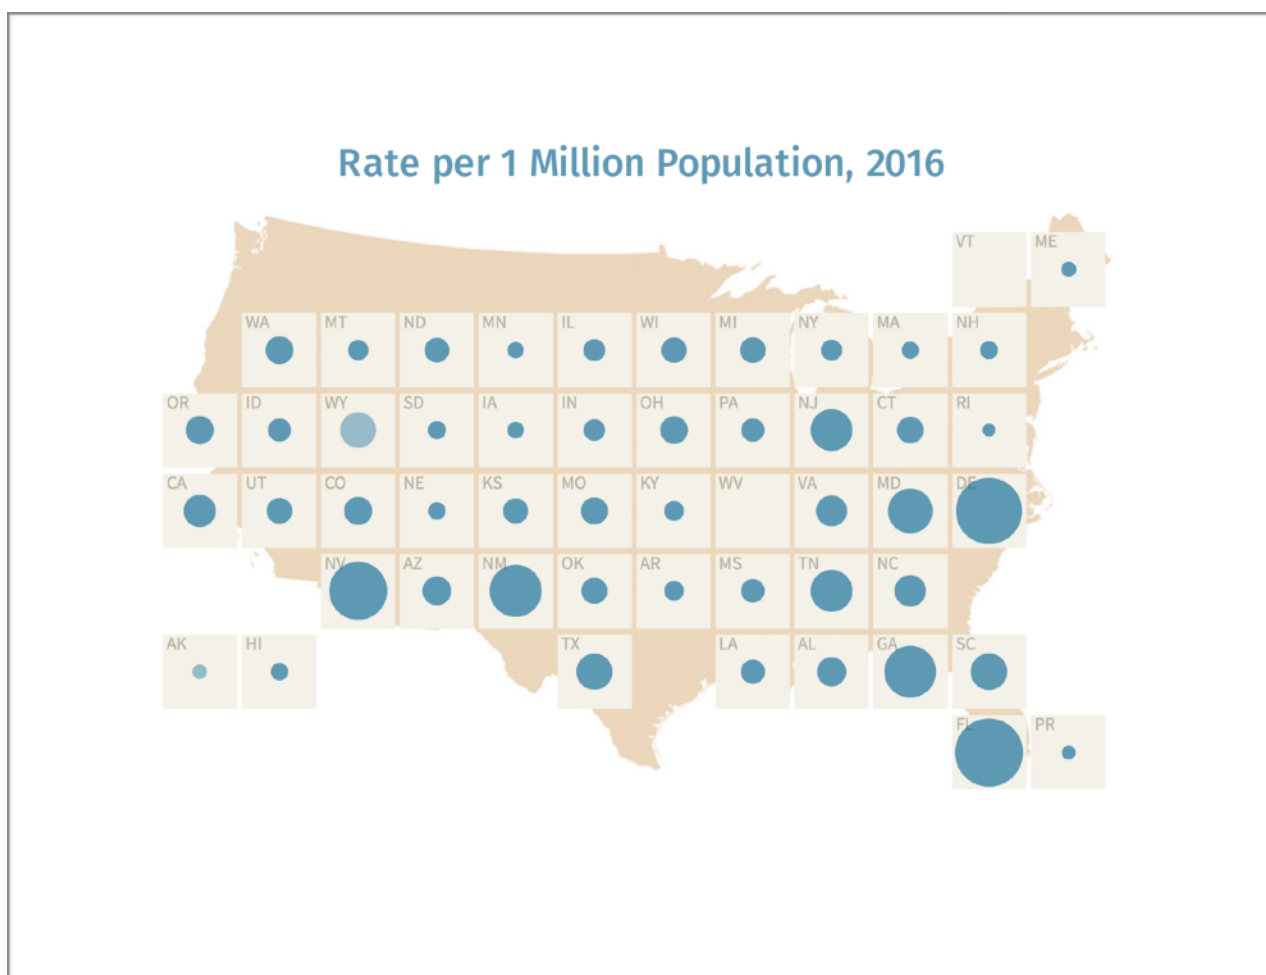 Rate per 1 Million Population, 2016
VT ME
WA MT ND MN IL WI MI NY MA NH
OR ID WY SD IA IN OH PA NJ CT RI
CA UT CO NE KS MO KY WV VA MD DE
NV AZ NM OK AR MS TN NC
AK HI TX LA AL GA SC
FL PR